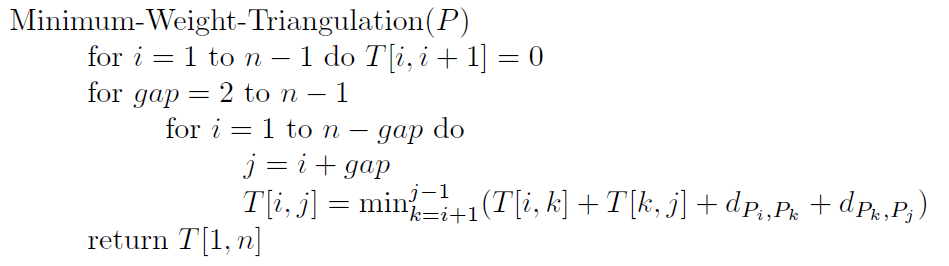 Minimum-Weight-Triangulation(P)
for i = 1 to n − 1 do T[i, i + 1] = 0
for gap = 2 to n − 1
for i = 1 to n − gap do
j = i + gap
T[i, j] = min_{k=i+1}^{j−1}(T[i, k] + T[k, j] + d_{P_i,P_k} + d_{P_k,P_j})
return T[1, n]